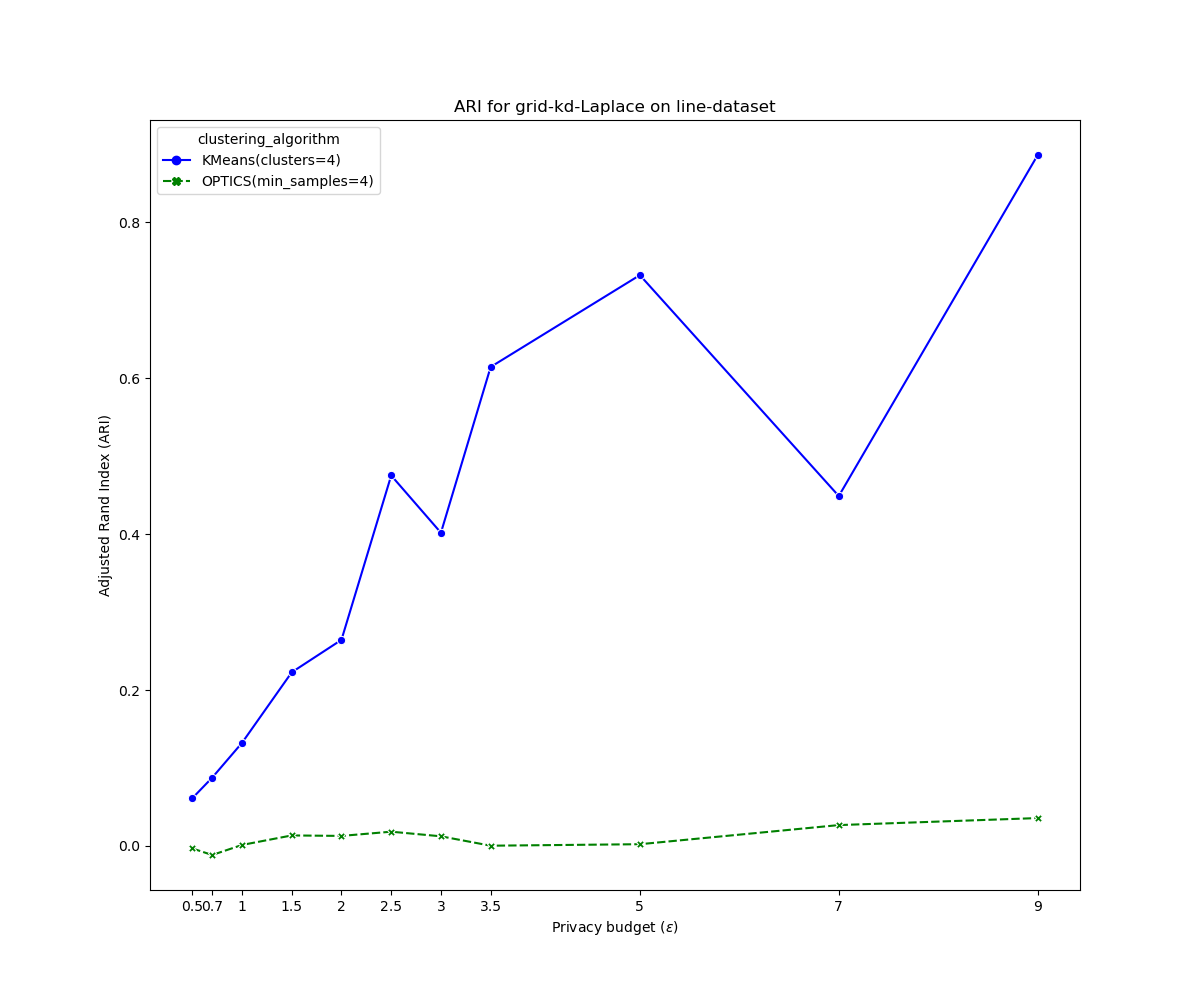 ARI for grid-kd-Laplace on line-dataset
clustering_algorithm
KMeans(clusters=4)
OPTICS(min_samples=4)
Adjusted Rand Index (ARI)
0.8
0.6
0.4
0.2
0.0
0.5 0.7 1 1.5 2 2.5 3 3.5 5 7 9
Privacy budget (ε)